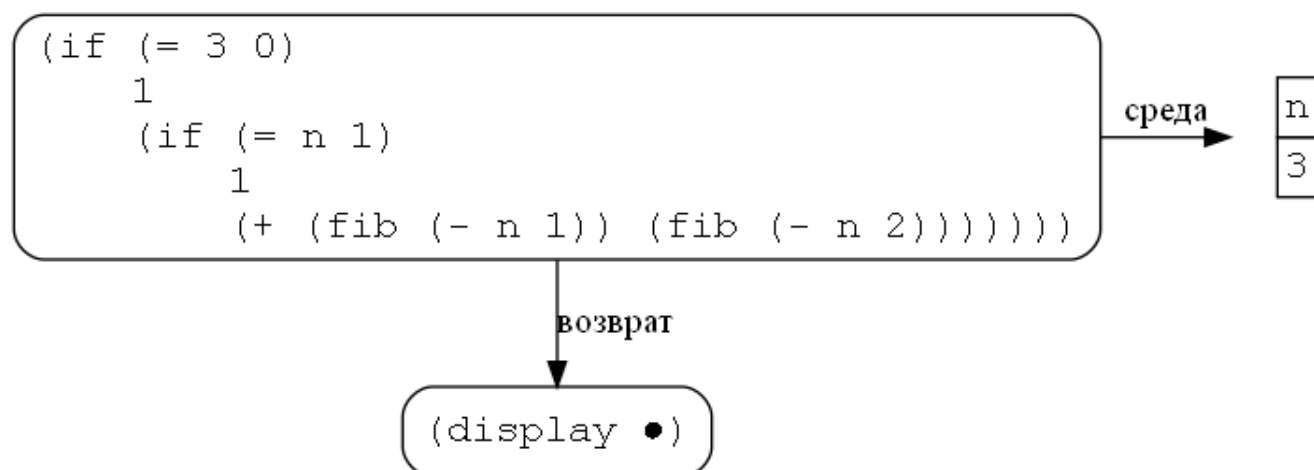 (if (= 3 0)
1
(if (= n 1)
1
(+ (fib (- n 1)) (fib (- n 2)))))))
среда
n
3
возврат
(display ●)